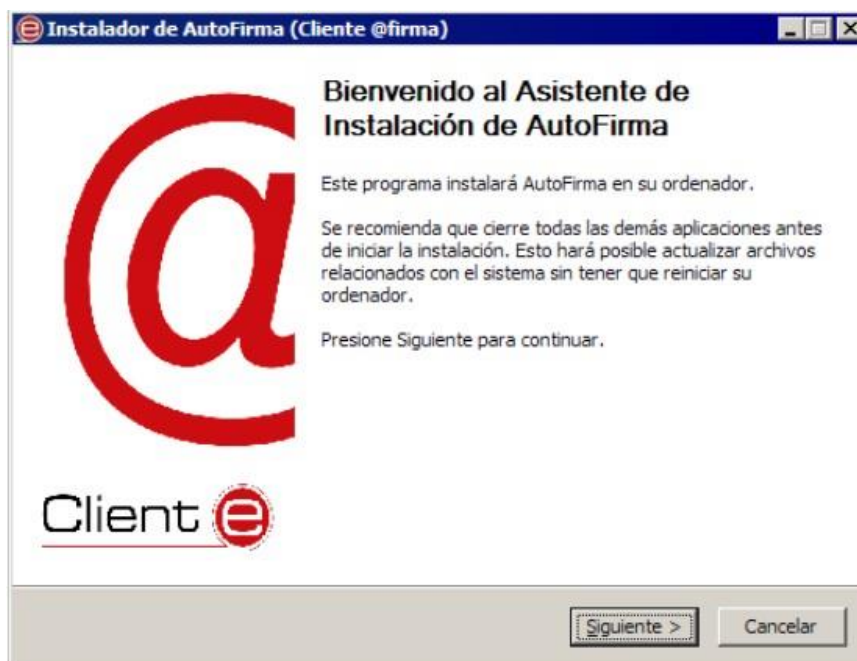 Instalador de AutoFirma (Cliente @firma)
Bienvenido al Asistente de
Instalación de AutoFirma
Este programa instalará AutoFirma en su ordenador.
Se recomienda que cierre todas las demás aplicaciones antes
de iniciar la instalación. Esto hará posible actualizar archivos
relacionados con el sistema sin tener que reiniciar su
ordenador.
Presione Siguiente para continuar.
@
Client e
Siguiente >
Cancelar